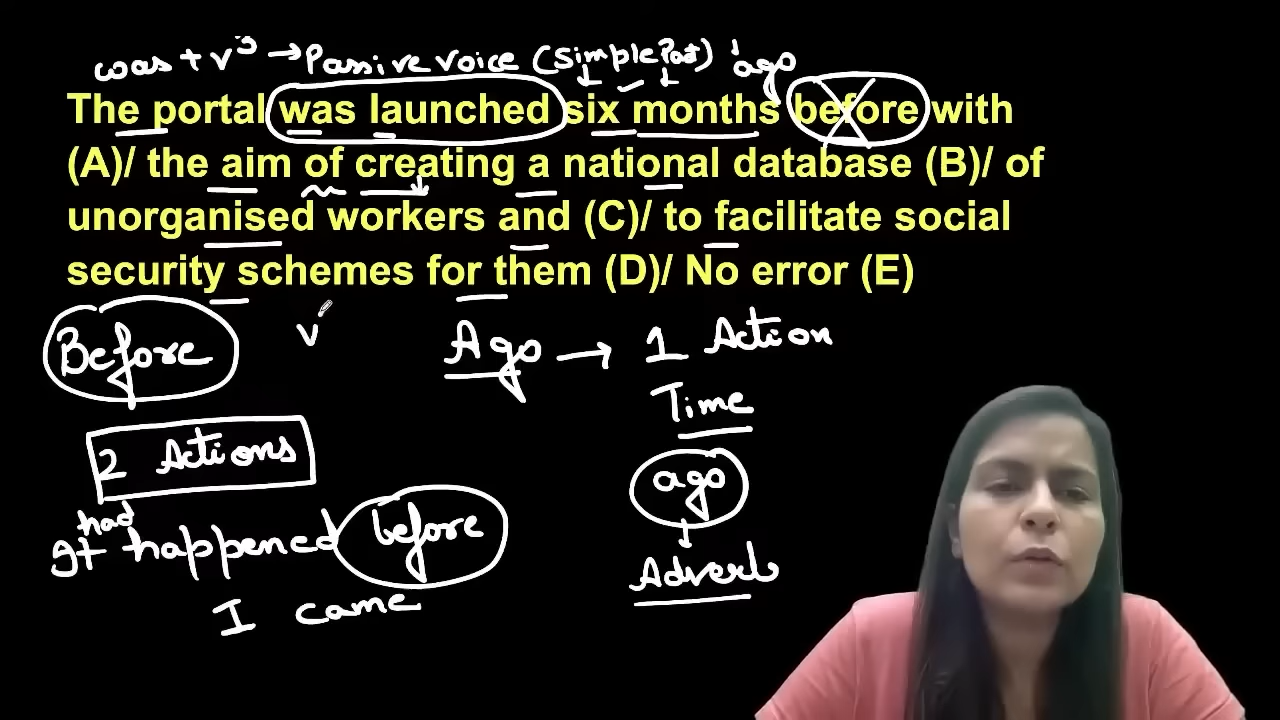 was + v³ → Passive voice (Simple Past) ago
The portal was launched six months before with
(A)/ the aim of creating a national database (B)/ of
unorganised workers and (C)/ to facilitate social
security schemes for them (D)/ No error (E)
Before v Ago → 1 Action
Time
2 Actions ago
had
It happened before Adverb
I came